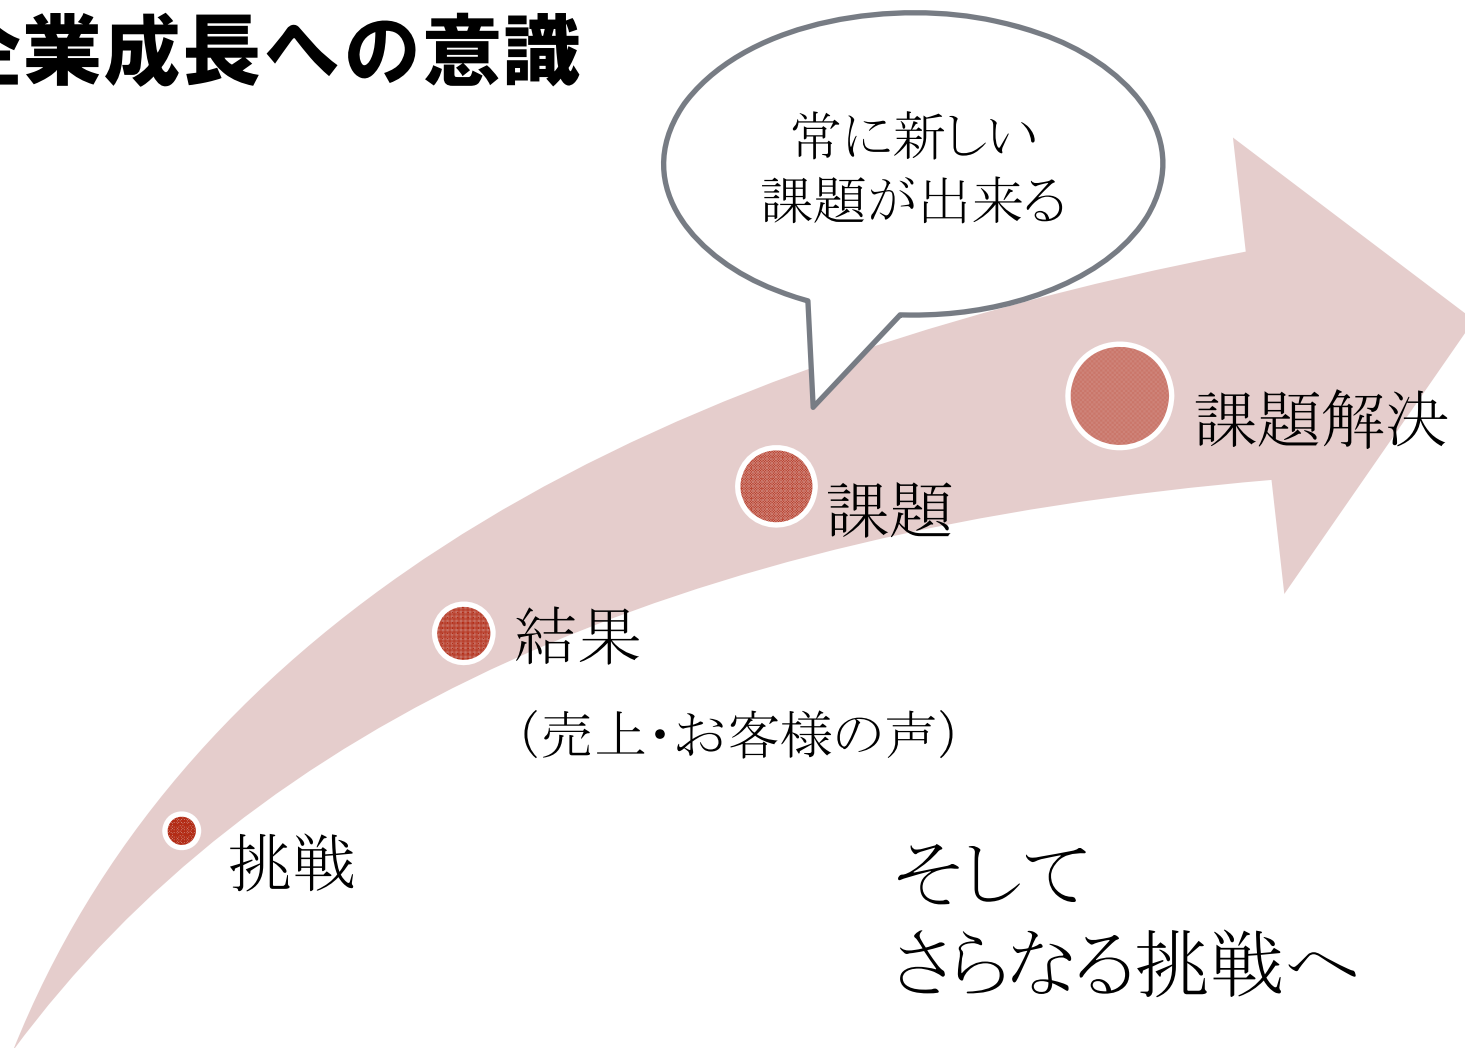 企業成長への意識
常に新しい
課題が出来る
課題解決
課題
結果
（売上・お客様の声）
挑戦
そして
さらなる挑戦へ